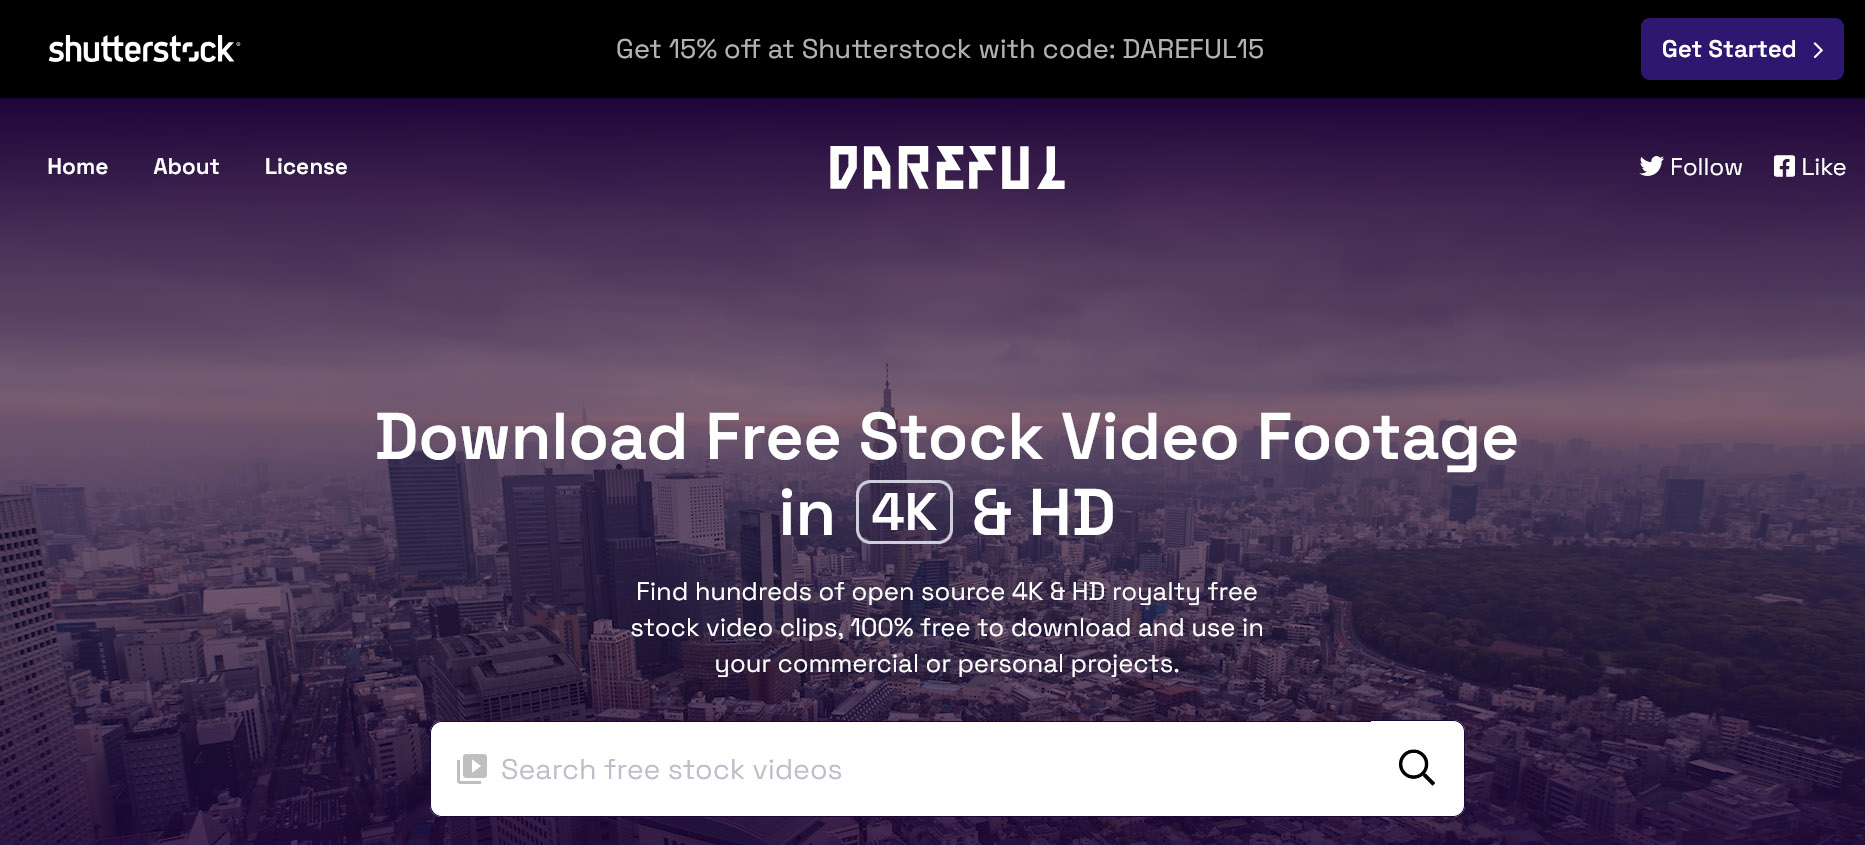 shutterstock
Get 15% off at Shutterstock with code: DAREFUL15
Get Started
Home
About
License
DAREFUL
Follow
Like
Download Free Stock Video Footage
in 4K & HD
Find hundreds of open source 4K & HD royalty free
stock video clips, 100% free to download and use in
your commercial or personal projects.
Search free stock videos